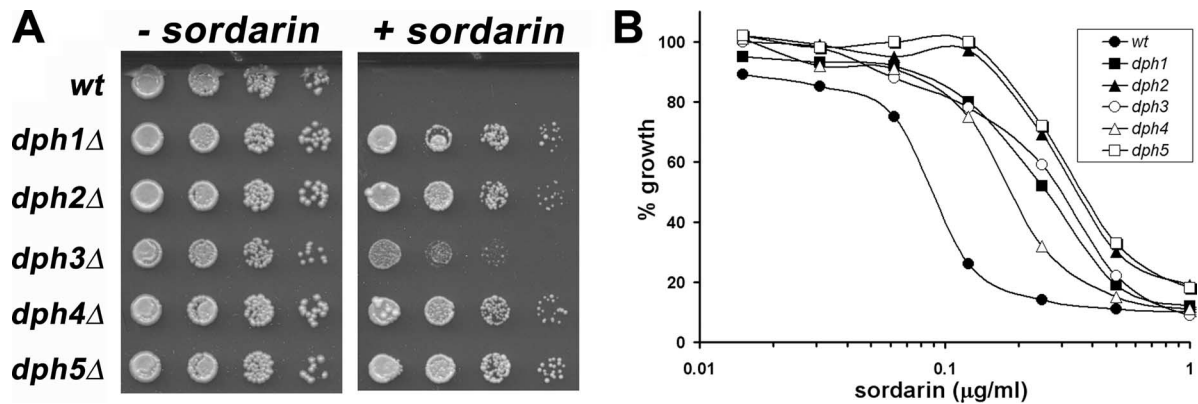 A
- sordarin
+ sordarin
wt
dph1Δ
dph2Δ
dph3Δ
dph4Δ
dph5Δ
B
100
80
60
40
20
0
% growth
0.01
0.1
1
sordarin (μg/ml)
wt
dph1
dph2
dph3
dph4
dph5